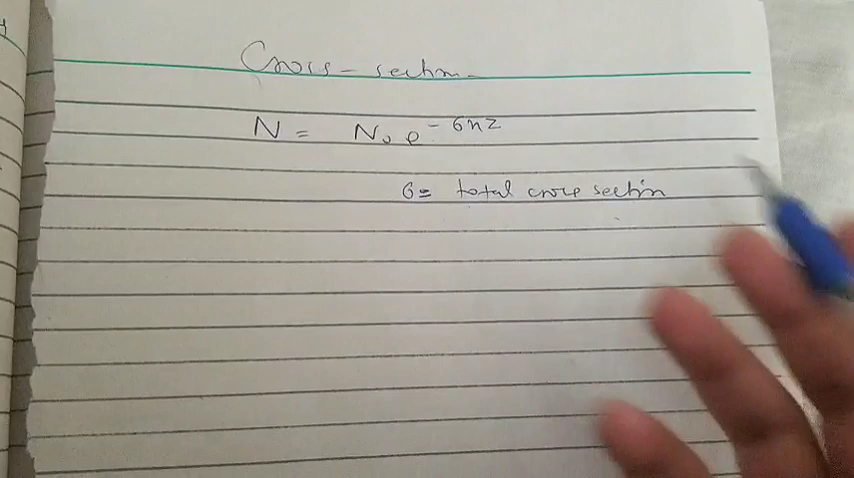 Cross-section
N = N₀ e^-σnz
σ = total cross section